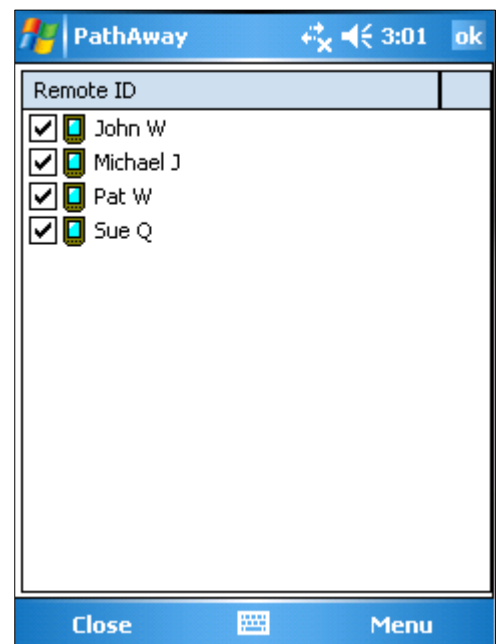 PathAway 3:01 ok
Remote ID
John W
Michael J
Pat W
Sue Q
Close Menu